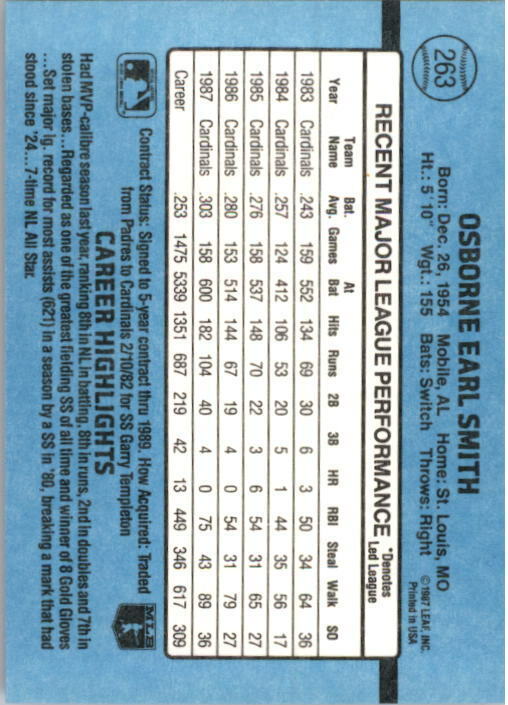 263
OSBORNE EARL SMITH
Born: Dec. 26, 1954 Mobile, AL Home: St. Louis, MO
Ht.: 5'10" Wgt.: 155 Bats: Switch Throws: Right
©1987 LEAF, INC.
Printed in USA
RECENT MAJOR LEAGUE PERFORMANCE *Denotes Led League
Year Team Name Bat. Avg. Games At Bat Hits Runs 2B 3B HR RBI Steal Walk SO
1983 Cardinals .243 159 552 134 69 30 6 3 50 34 64 36
1984 Cardinals .257 124 412 106 53 20 5 1 44 35 56 17
1985 Cardinals .276 158 537 148 70 22 3 6 54 31 65 27
1986 Cardinals .280 153 514 144 67 19 4 0 54 31 79 27
1987 Cardinals .303 158 600 182 104 40 4 0 75 43 89 36
Career .253 1475 5339 1351 687 219 42 13 449 346 617 309
Contract Status: Signed to 5-year contract thru 1989. How Acquired: Traded
from Padres to Cardinals 2/10/82 for SS Garry Templeton
MLB
CAREER HIGHLIGHTS
Had MVP-calibre season last year, ranking 8th in NL in batting, 8th in runs, 2nd in doubles and 7th in
stolen bases...Regarded as one of the greatest fielding SS of all time and winner of 8 Gold Gloves
...Set major lg. record for most assists (621) in a season by a SS in '80, breaking a mark that had
stood since '24...7-time NL All Star.